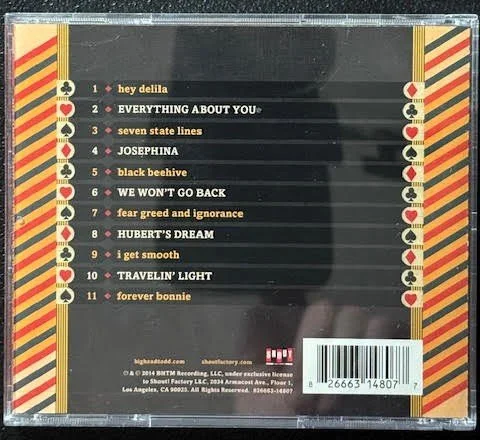 1 hey delila
2 EVERYTHING ABOUT YOU
3 seven state lines
4 JOSEPHINA
5 black beehive
6 WE WON'T GO BACK
7 fear greed and ignorance
8 HUBERT'S DREAM
9 i get smooth
10 TRAVELIN' LIGHT
11 forever bonnie
bigheadtodd.com shoutfactory.com
℗ & © 2014 BHTM Recording, LLC, under exclusive license
to Shout! Factory LLC, 2034 Armacost Ave., Floor 1,
Los Angeles, CA 90025. All Rights Reserved. 826663-14807
8 26663 14807 7